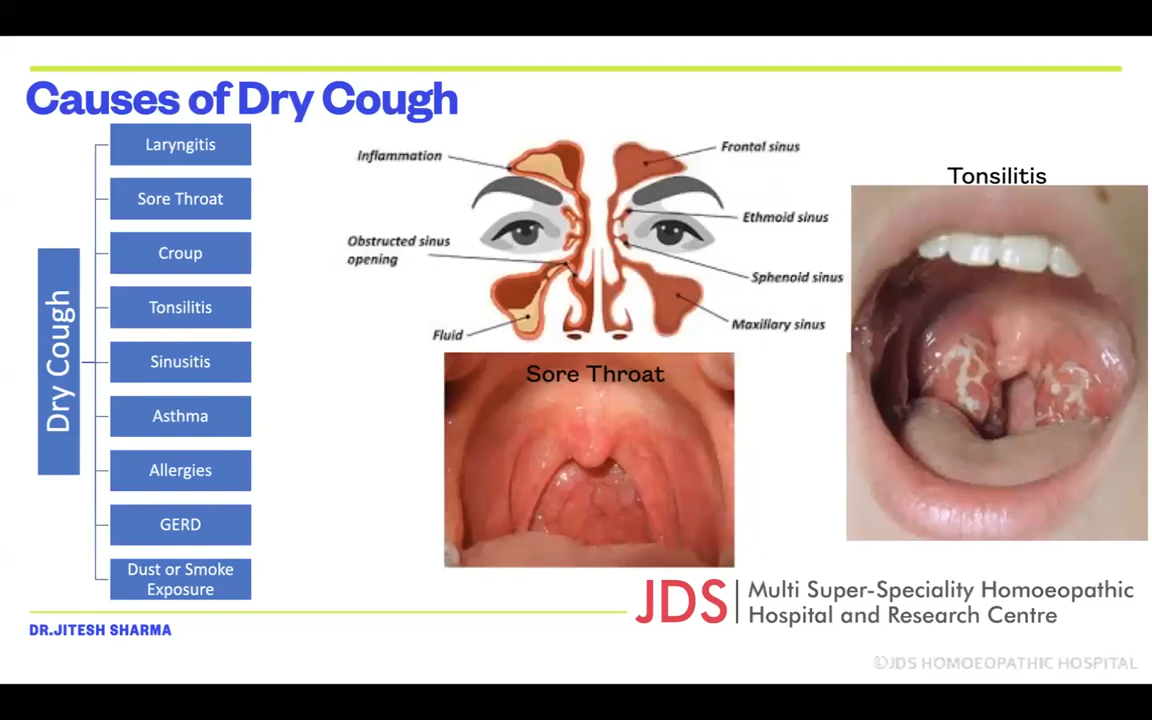 Causes of Dry Cough
Dry Cough
Laryngitis
Sore Throat
Croup
Tonsilitis
Sinusitis
Asthma
Allergies
GERD
Dust or Smoke
Exposure
Inflammation
Obstructed sinus
opening
Fluid
Frontal sinus
Ethmoid sinus
Sphenoid sinus
Maxillary sinus
Sore Throat
Tonsilitis
JDS
Multi Super-Speciality Homoeopathic
Hospital and Research Centre
DR.JITESH SHARMA
©JDS HOMOEOPATHIC HOSPITAL